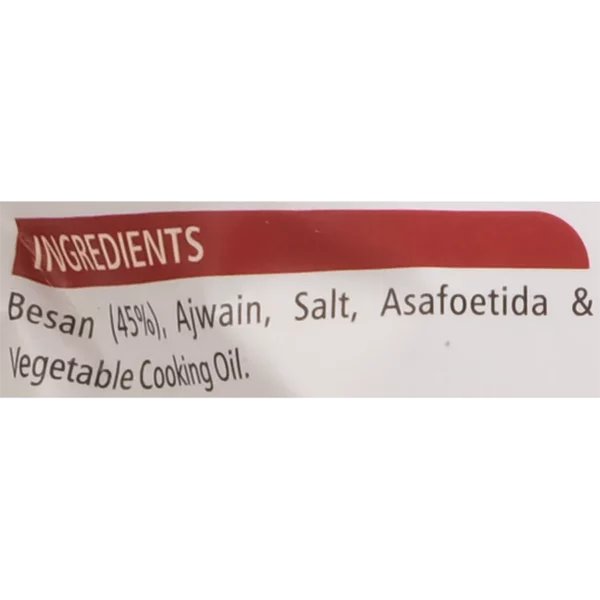 INGREDIENTS
Besan (45%), Ajwain, Salt, Asafoetida &
Vegetable Cooking Oil.